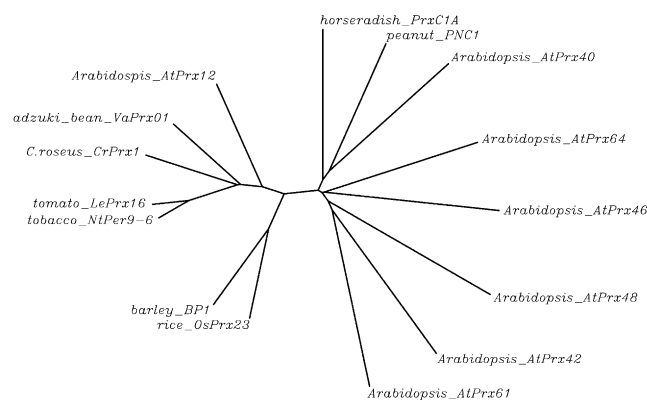 horseradish_PrxC1A
peanut_PNC1
Arabidopsis_AtPrx40
Arabidospis_AtPrx12
adzuki_bean_VaPrx01
Arabidopsis_AtPrx64
C.roseus_CrPrx1
tomato_LePrx16
Arabidopsis_AtPrx46
tobacco_NtPer9-6
Arabidopsis_AtPrx48
barley_BP1
rice_OsPrx23
Arabidopsis_AtPrx42
Arabidopsis_AtPrx61